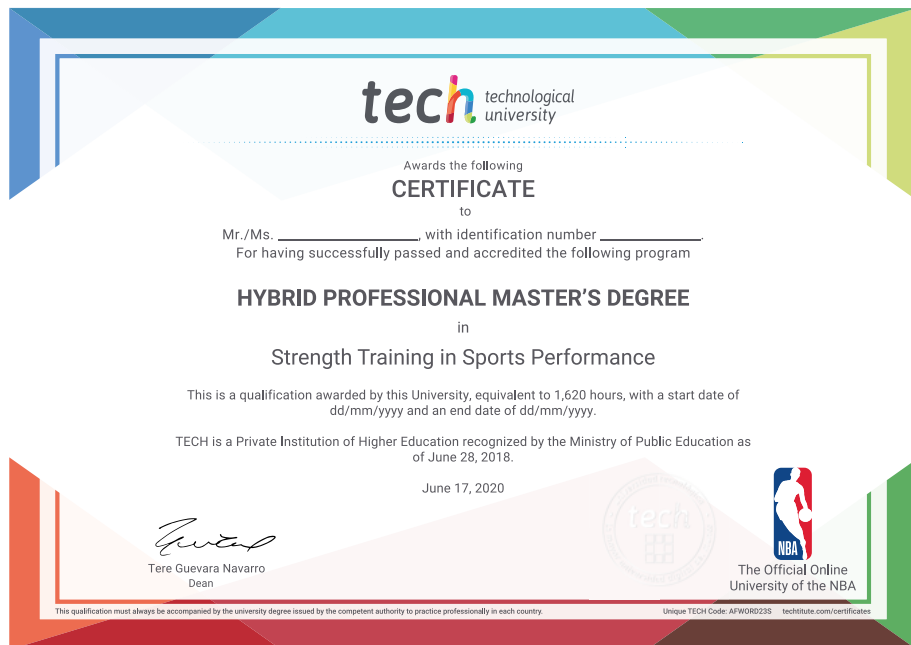 tech technological
university
Awards the following
CERTIFICATE
to
Mr./Ms. ____________________, with identification number ______________.
For having successfully passed and accredited the following program
HYBRID PROFESSIONAL MASTER'S DEGREE
in
Strength Training in Sports Performance
This is a qualification awarded by this University, equivalent to 1,620 hours, with a start date of
dd/mm/yyyy and an end date of dd/mm/yyyy.
TECH is a Private Institution of Higher Education recognized by the Ministry of Public Education as
of June 28, 2018.
June 17, 2020
tech
Tere Guevara Navarro
Dean
NBA
The Official Online
University of the NBA
This qualification must always be accompanied by the university degree issued by the competent authority to practice professionally in each country.
Unique TECH Code: AFWORD23S techtitute.com/certificates